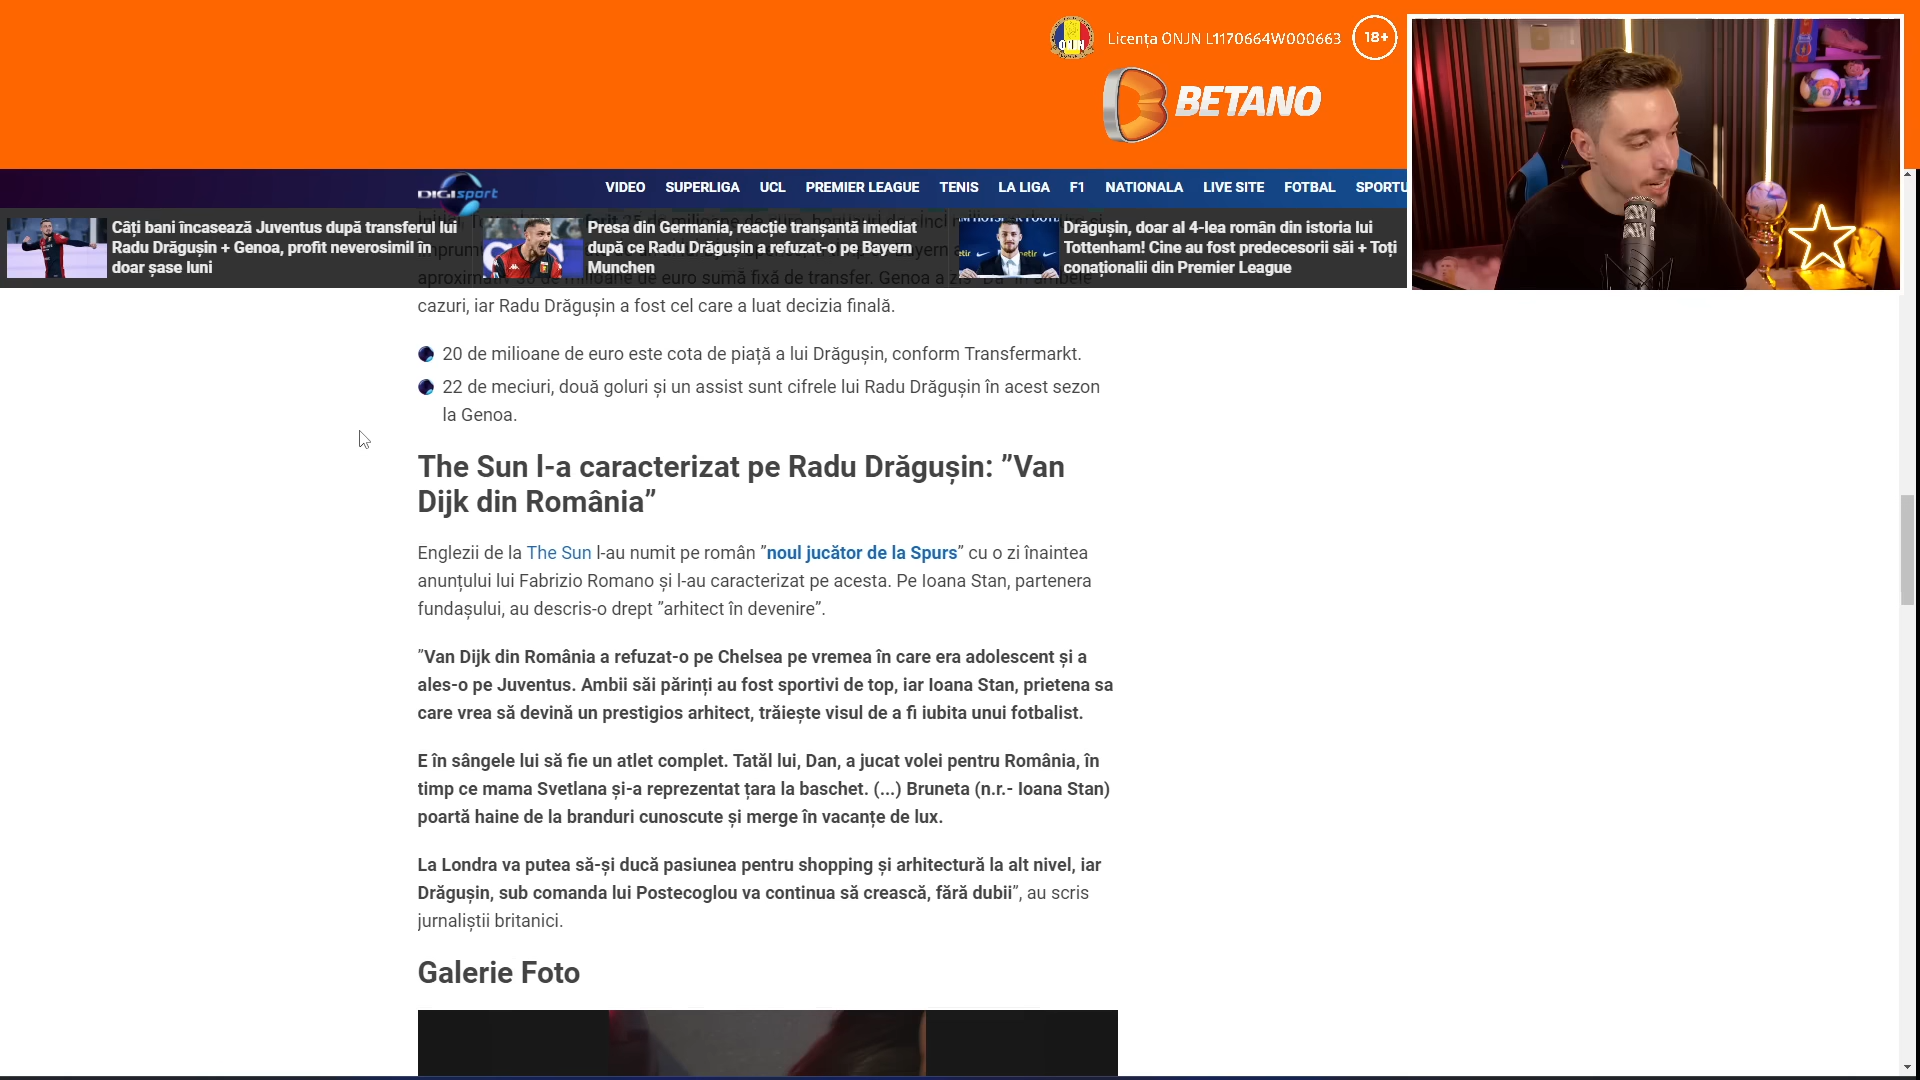 ONJN
Licența ONJN L1170664W000663
18+
BETANO
DIGI sport
VIDEO SUPERLIGA UCL PREMIER LEAGUE TENIS LA LIGA F1 NATIONALA LIVE SITE FOTBAL SPORTU
Câți bani încasează Juventus după transferul lui
Radu Drăgușin + Genoa, profit neverosimil în
doar șase luni
Presa din Germania, reacție tranșantă imediat
după ce Radu Drăgușin a refuzat-o pe Bayern
Munchen
Drăgușin, doar al 4-lea român din istoria lui
Tottenham! Cine au fost predecesorii săi + Toți
conaționalii din Premier League
aproximativ 30 de milioane de euro sumă fixă de transfer. Genoa a zis "Da" în ambele
cazuri, iar Radu Drăgușin a fost cel care a luat decizia finală.
20 de milioane de euro este cota de piață a lui Drăgușin, conform Transfermarkt.
22 de meciuri, două goluri și un assist sunt cifrele lui Radu Drăgușin în acest sezon
la Genoa.
The Sun l-a caracterizat pe Radu Drăgușin: ”Van
Dijk din România”
Englezii de la The Sun l-au numit pe român ”noul jucător de la Spurs” cu o zi înaintea
anunțului lui Fabrizio Romano și l-au caracterizat pe acesta. Pe Ioana Stan, partenera
fundașului, au descris-o drept ”arhitect în devenire”.
”Van Dijk din România a refuzat-o pe Chelsea pe vremea în care era adolescent și a
ales-o pe Juventus. Ambii săi părinți au fost sportivi de top, iar Ioana Stan, prietena sa
care vrea să devină un prestigios arhitect, trăiește visul de a fi iubita unui fotbalist.
E în sângele lui să fie un atlet complet. Tatăl lui, Dan, a jucat volei pentru România, în
timp ce mama Svetlana și-a reprezentat țara la baschet. (...) Bruneta (n.r.- Ioana Stan)
poartă haine de la branduri cunoscute și merge în vacanțe de lux.
La Londra va putea să-și ducă pasiunea pentru shopping și arhitectură la alt nivel, iar
Drăgușin, sub comanda lui Postecoglou va continua să crească, fără dubii”, au scris
jurnaliștii britanici.
Galerie Foto